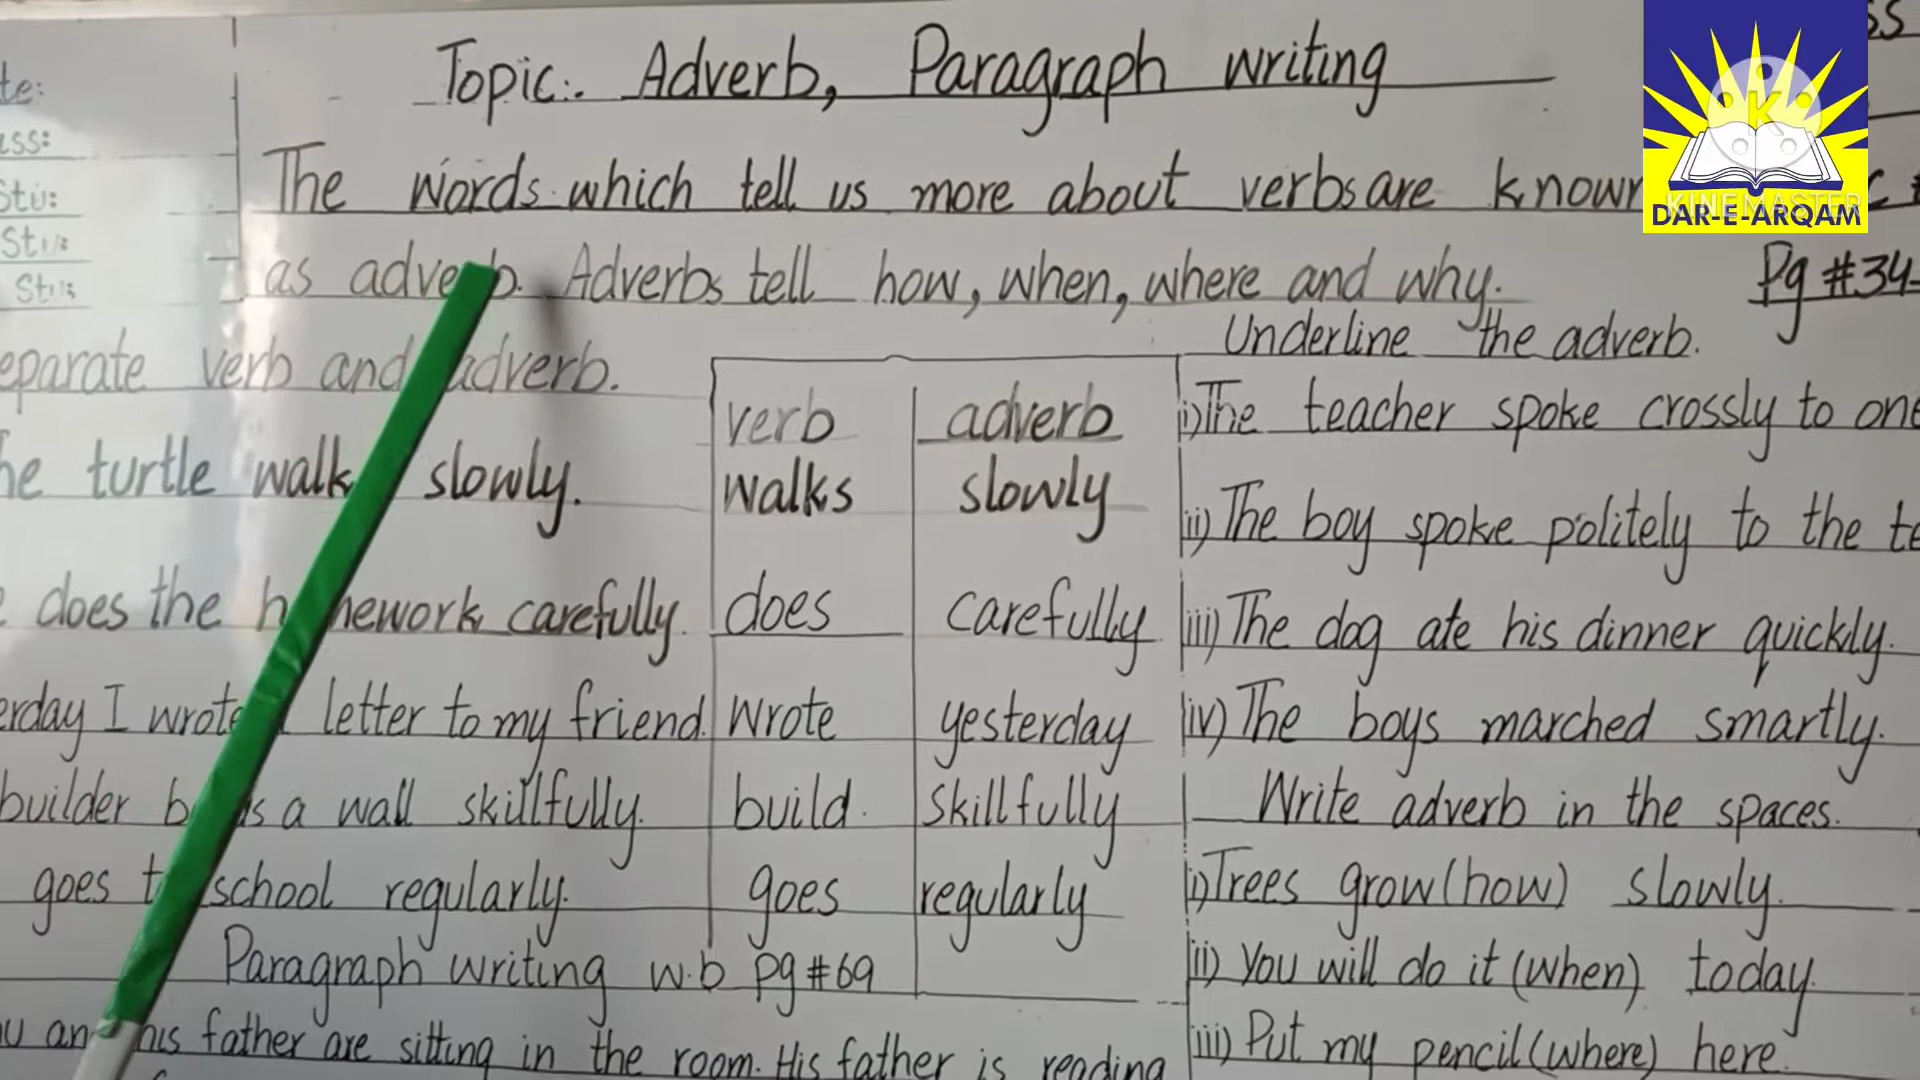 Topic:. Adverb, Paragraph writing
The words which tell us more about verbs are known
as adverb. Adverbs tell how, when, where and why.
Pg #34
KINEMASTER
DAR-E-ARQAM
te:
ass:
Stu:
eparate verb and adverb.
turtle walk slowly.
does the homework carefully.
erday I wrote letter to my friend.
builder a wall skillfully.
goes school regularly.
verb adverb
walks slowly
does carefully
wrote yesterday
build. skillfully
goes regularly
Paragraph writing w.b pg #69
his father are sitting in the room. His father is reading
Underline the adverb.
i) The teacher spoke crossly to one
ii) The boy spoke politely to the te
iii) The dog ate his dinner quickly.
iv) The boys marched smartly.
Write adverb in the spaces.
i) Trees grow (how) slowly.
ii) You will do it (when) today.
iii) Put my pencil (where) here.